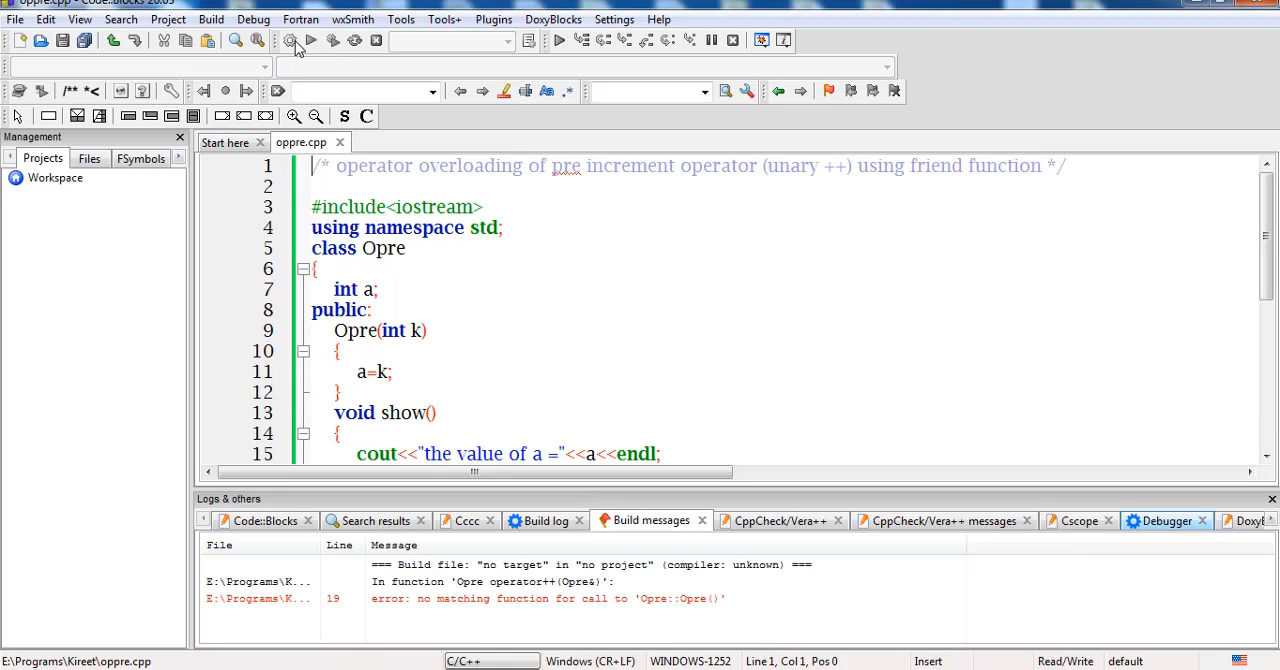 oppre.cpp - Code::Blocks 20.03
File Edit View Search Project Build Debug Fortran wxSmith Tools Tools+ Plugins DoxyBlocks Settings Help
/** *<
Aa .*
S C
Management
Projects Files FSymbols
Workspace
Start here oppre.cpp
1 /* operator overloading of pre increment operator (unary ++) using friend function */
2
3 #include<iostream>
4 using namespace std;
5 class Opre
6 {
7 int a;
8 public:
9 Opre(int k)
10 {
11 a=k;
12 }
13 void show()
14 {
15 cout<<"the value of a ="<<a<<endl;
Logs & others
Code::Blocks Search results Cccc Build log Build messages CppCheck/Vera++ CppCheck/Vera++ messages Cscope Debugger DoxyB
File Line Message
=== Build file: "no target" in "no project" (compiler: unknown) ===
E:\Programs\K... In function 'Opre operator++(Opre&)':
E:\Programs\K... 19 error: no matching function for call to 'Opre::Opre()'
E:\Programs\Kireet\oppre.cpp C/C++ Windows (CR+LF) WINDOWS-1252 Line 1, Col 1, Pos 0 Insert Read/Write default